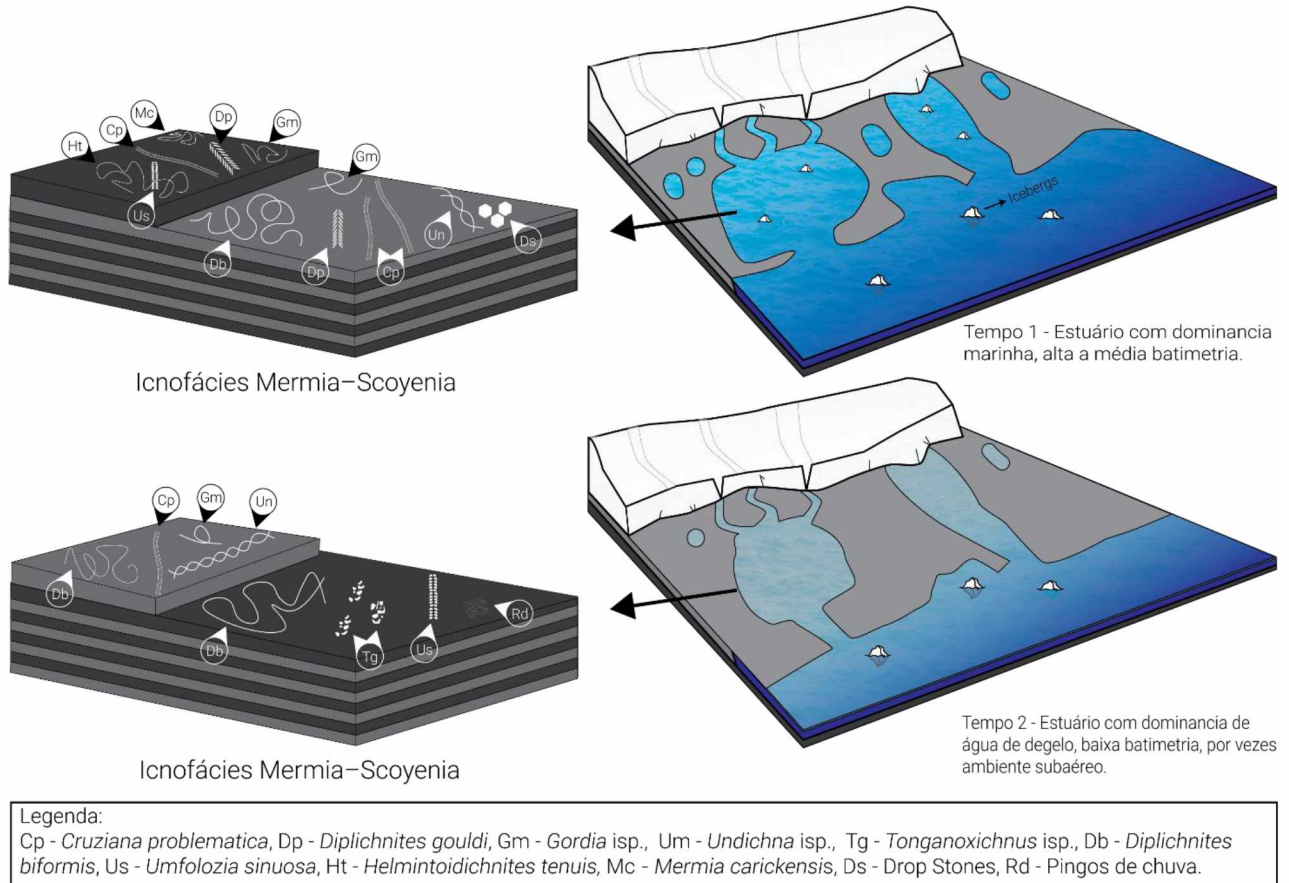 Mc
Dp
Gm
Cp
Ht
Gm
Us
Un
Ds
Db
Dp
Cp
Icnofácies Mermia–Scoyenia
Icebergs
Tempo 1 - Estuário com dominancia
marinha, alta a média batimetria.
Cp
Gm
Un
Db
Db
Tg
Us
Rd
Icnofácies Mermia–Scoyenia
Tempo 2 - Estuário com dominancia de
água de degelo, baixa batimetria, por vezes
ambiente subaéreo.
Legenda:
Cp - Cruziana problematica, Dp - Diplichnites gouldi, Gm - Gordia isp., Um - Undichna isp., Tg - Tonganoxichnus isp., Db - Diplichnites
biformis, Us - Umfolozia sinuosa, Ht - Helmintoidichnites tenuis, Mc - Mermia carickensis, Ds - Drop Stones, Rd - Pingos de chuva.